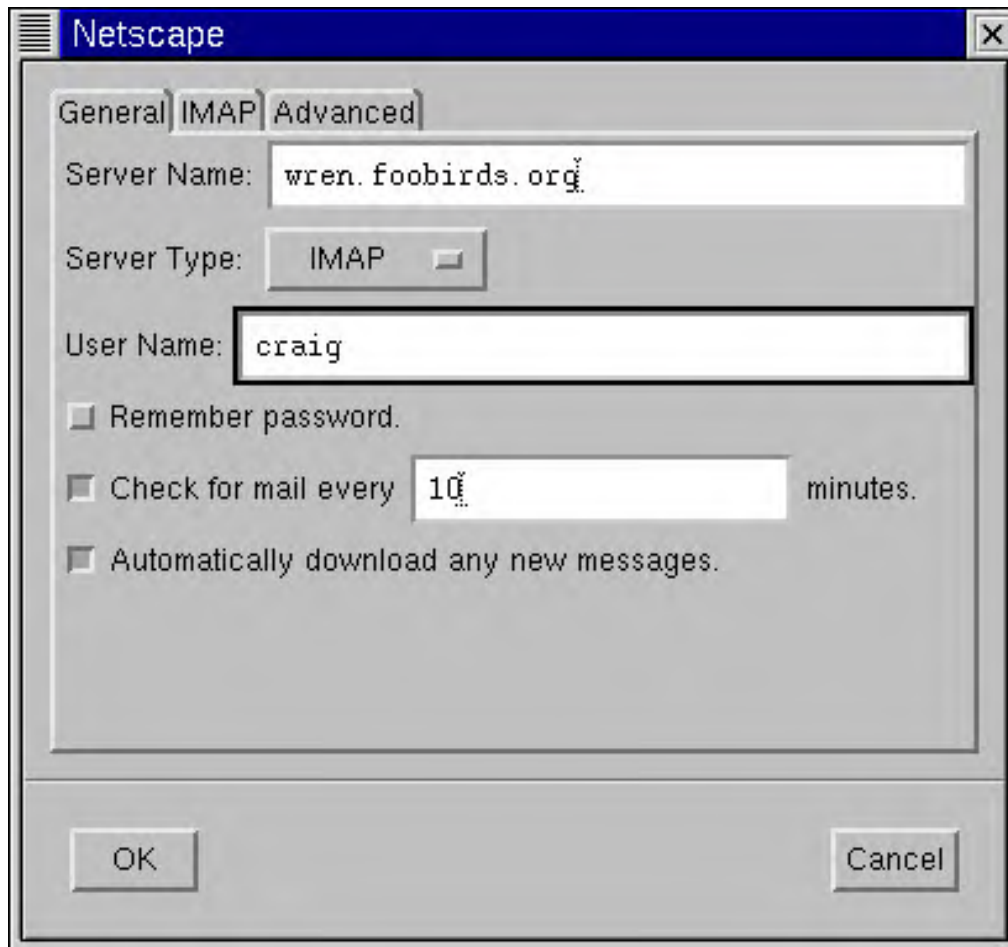 Netscape
General IMAP Advanced
Server Name: wren.foobirds.org
Server Type: IMAP
User Name: craig
Remember password.
Check for mail every 10 minutes.
Automatically download any new messages.
OK Cancel